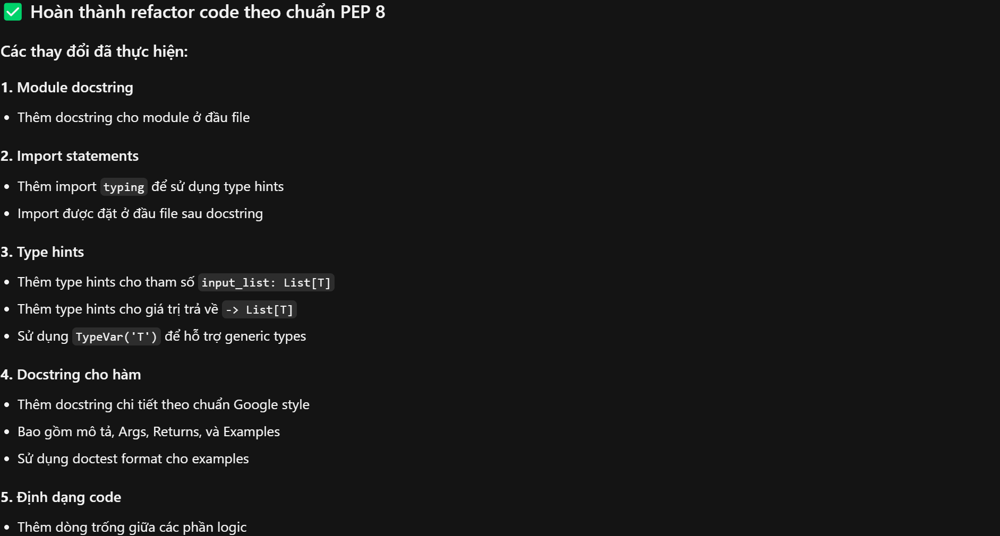 ✅ Hoàn thành refactor code theo chuẩn PEP 8
Các thay đổi đã thực hiện:
1. Module docstring
• Thêm docstring cho module ở đầu file
2. Import statements
• Thêm import typing để sử dụng type hints
• Import được đặt ở đầu file sau docstring
3. Type hints
• Thêm type hints cho tham số input_list: List[T]
• Thêm type hints cho giá trị trả về -> List[T]
• Sử dụng TypeVar('T') để hỗ trợ generic types
4. Docstring cho hàm
• Thêm docstring chi tiết theo chuẩn Google style
• Bao gồm mô tả, Args, Returns, và Examples
• Sử dụng doctest format cho examples
5. Định dạng code
• Thêm dòng trống giữa các phần logic